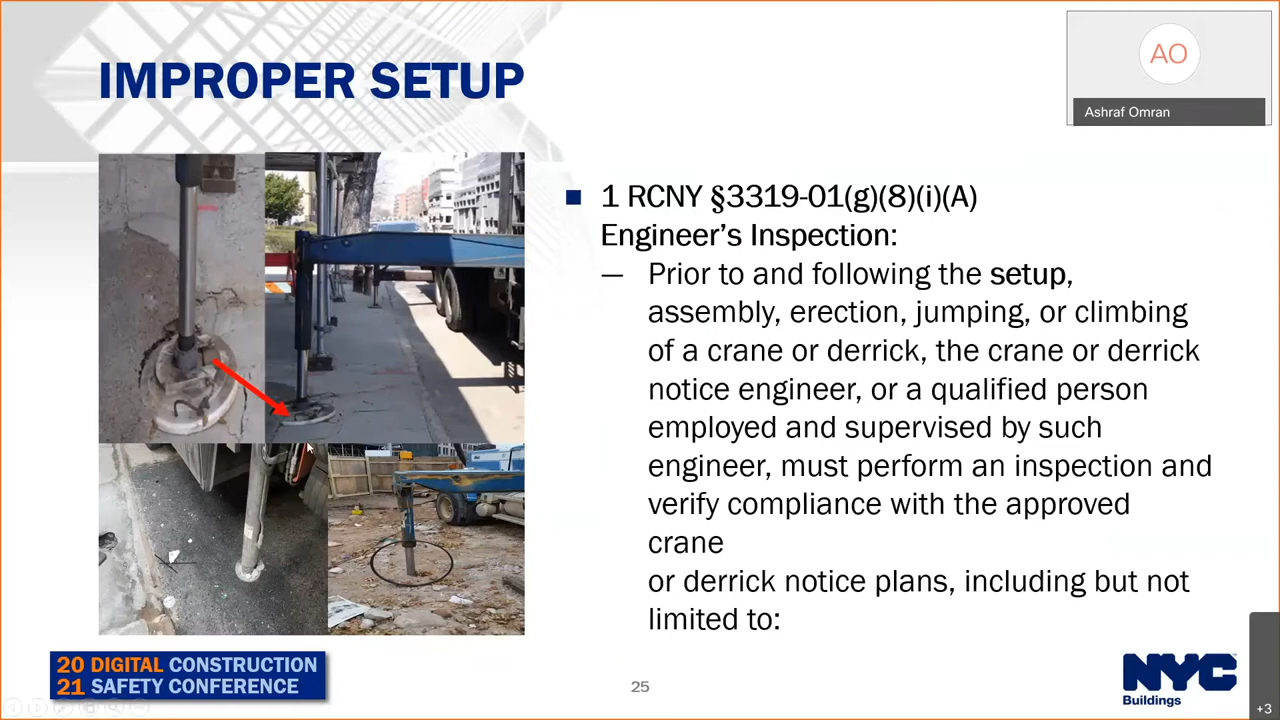 IMPROPER SETUP
AO
Ashraf Omran
■ 1 RCNY §3319-01(g)(8)(i)(A)
Engineer’s Inspection:
— Prior to and following the setup,
assembly, erection, jumping, or climbing
of a crane or derrick, the crane or derrick
notice engineer, or a qualified person
employed and supervised by such
engineer, must perform an inspection and
verify compliance with the approved
crane
or derrick notice plans, including but not
limited to:
20 DIGITAL CONSTRUCTION
21 SAFETY CONFERENCE
25
NYC
Buildings
+3